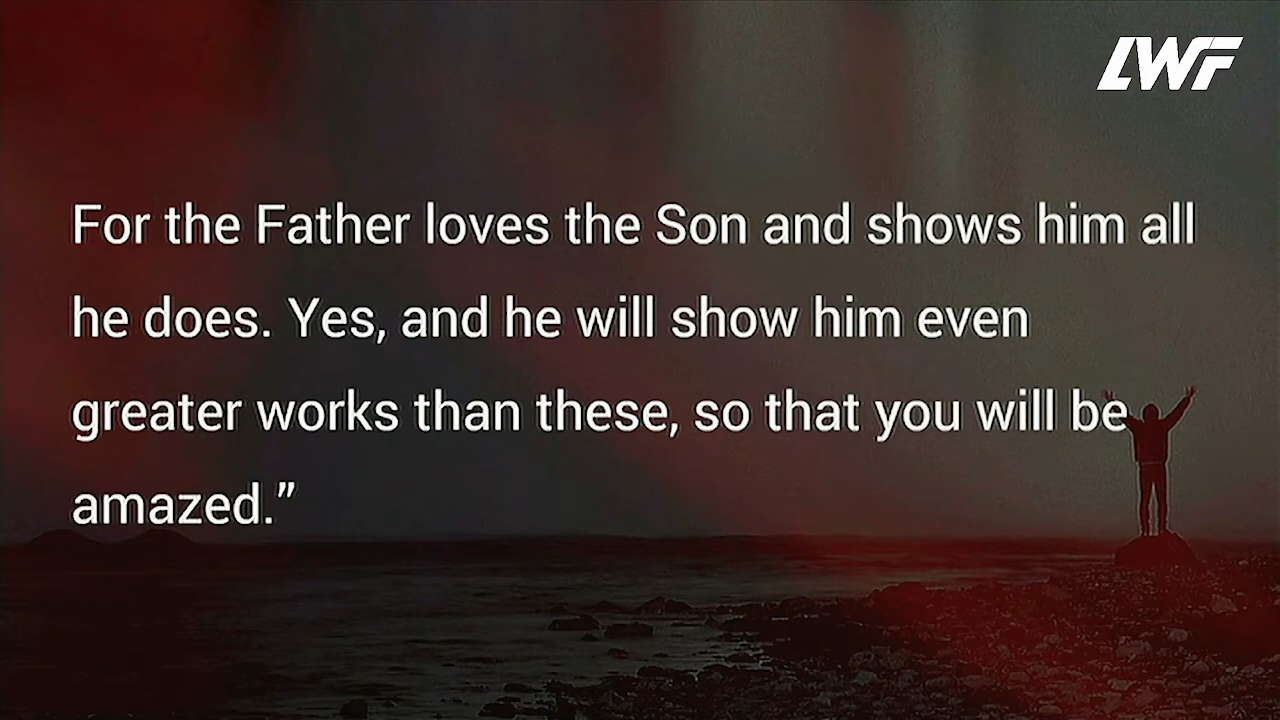 LWF
For the Father loves the Son and shows him all
he does. Yes, and he will show him even
greater works than these, so that you will be
amazed.”